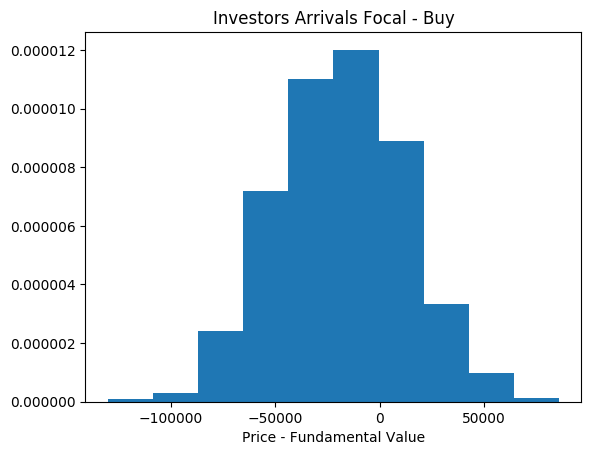 Investors Arrivals Focal - Buy
0.000012
0.000010
0.000008
0.000006
0.000004
0.000002
0.000000
−100000 −50000 0 50000
Price - Fundamental Value